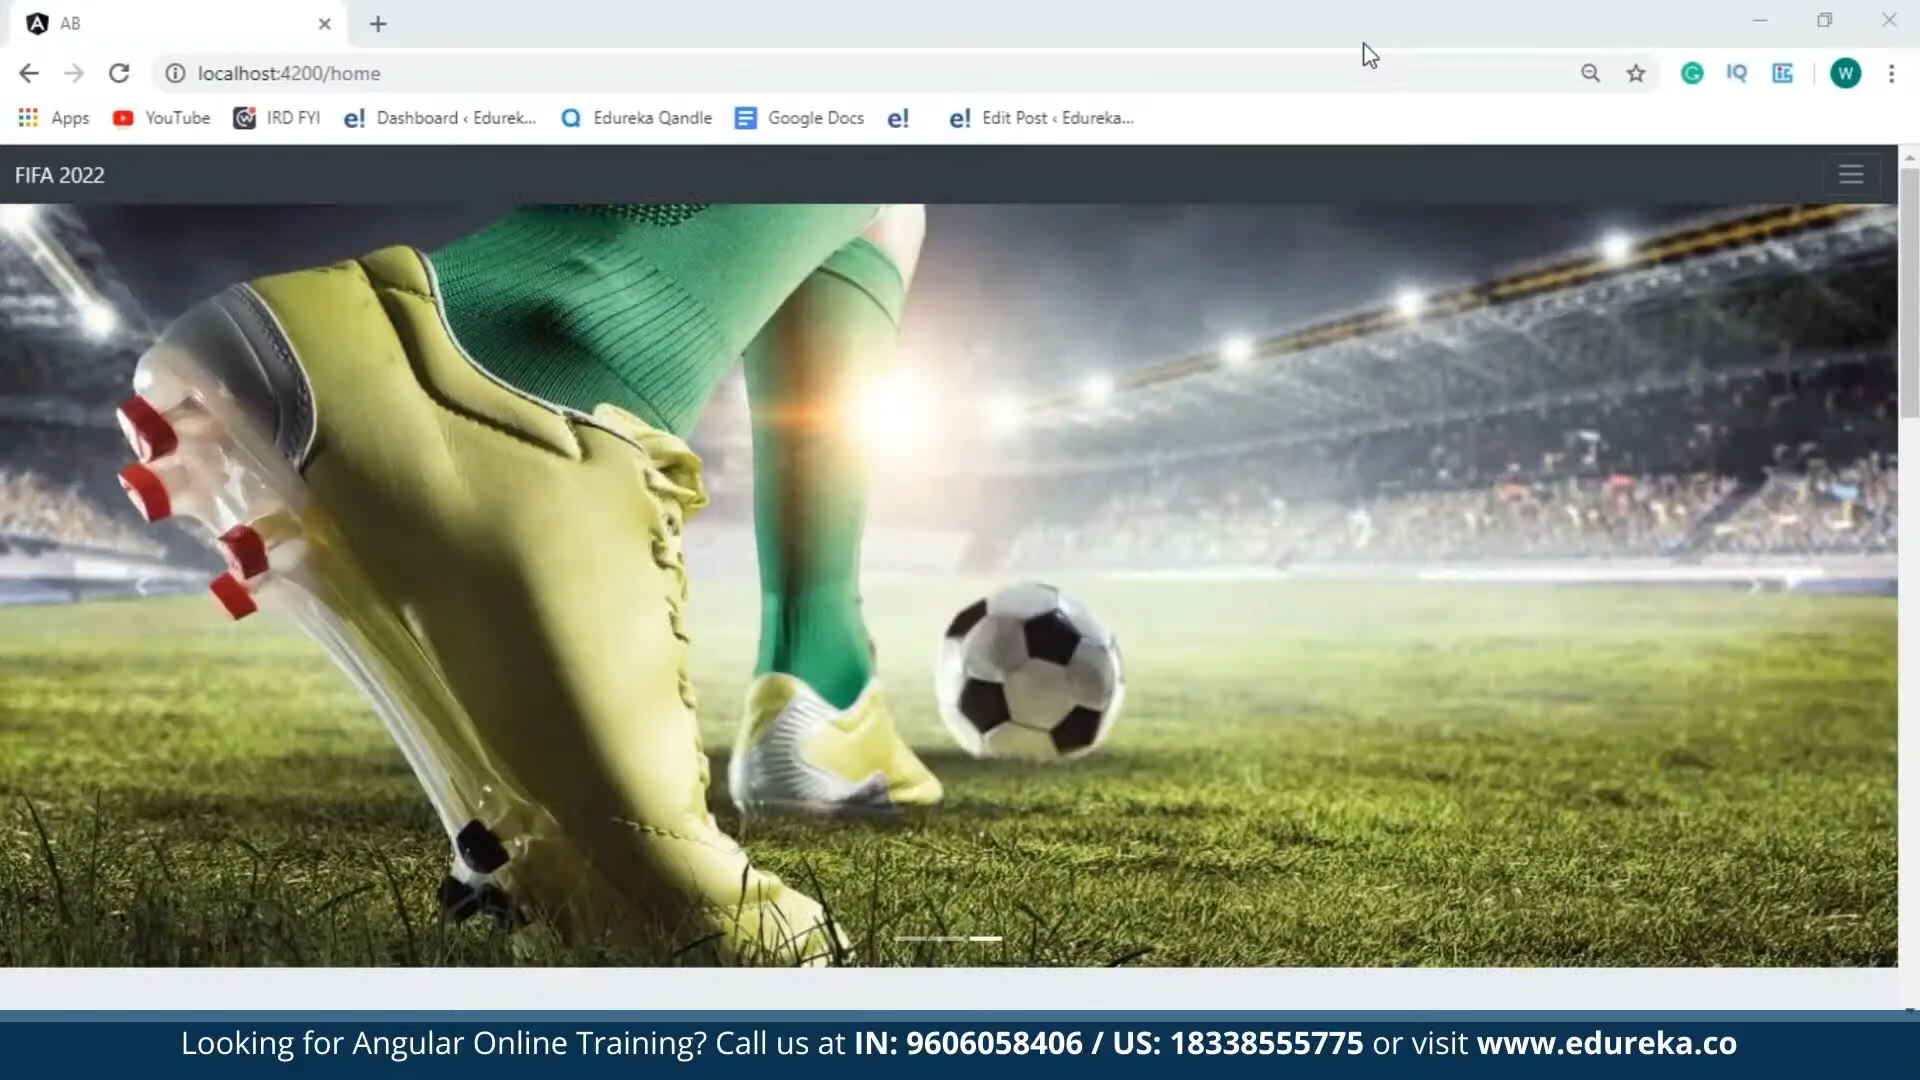 AB
localhost:4200/home
IQ
W
Apps
YouTube
IRD FYI
e! Dashboard ‹ Edurek...
Edureka Qandle
Google Docs
e!
e! Edit Post ‹ Edureka...
FIFA 2022
Looking for Angular Online Training? Call us at IN: 9606058406 / US: 18338555775 or visit www.edureka.co